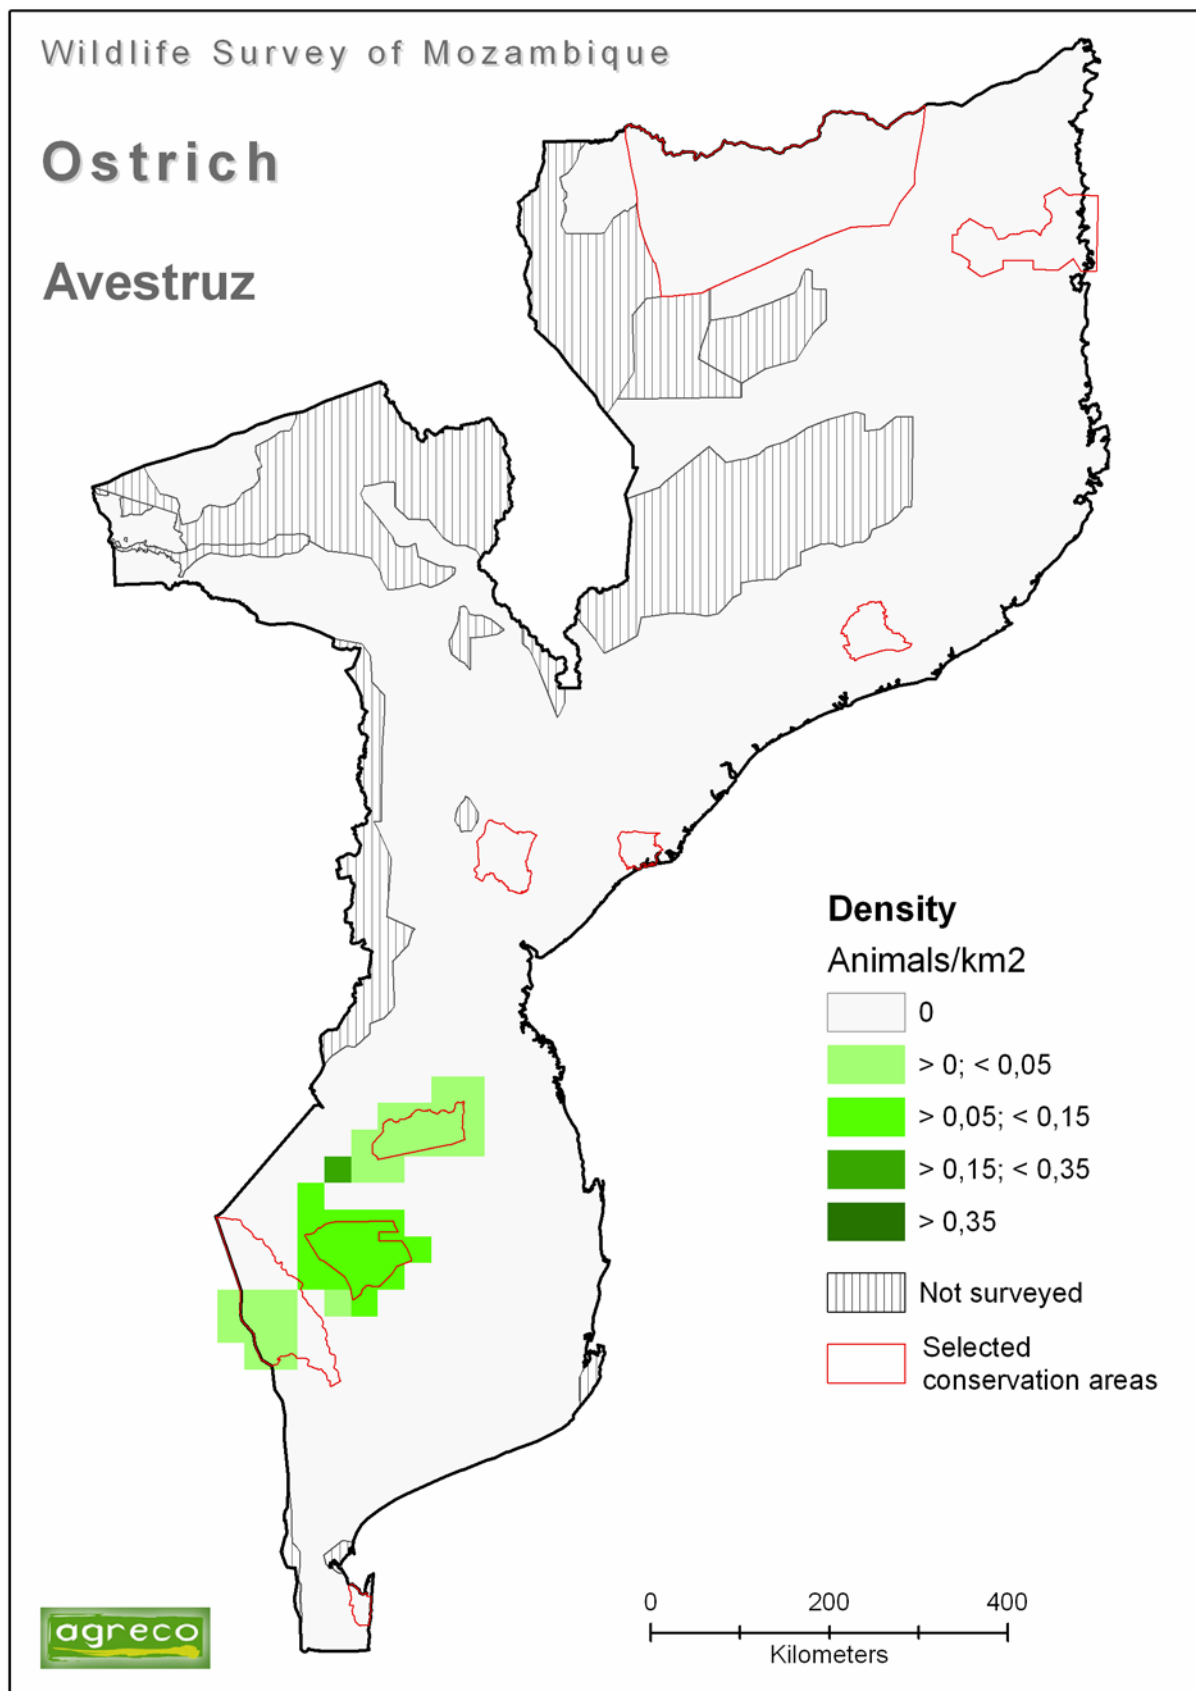 Wildlife Survey of Mozambique
Ostrich
Avestruz
Density
Animals/km2
0
> 0; < 0,05
> 0,05; < 0,15
> 0,15; < 0,35
> 0,35
Not surveyed
Selected
conservation areas
0 200 400
Kilometers
agreco